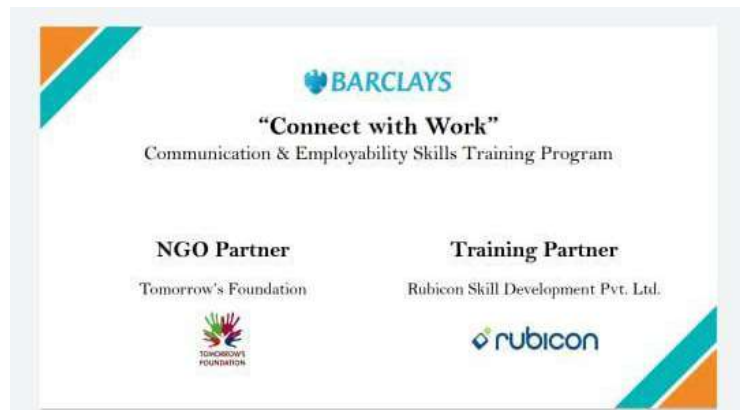 BARCLAYS
“Connect with Work”
Communication & Employability Skills Training Program
NGO Partner
Training Partner
Tomorrow's Foundation
Rubicon Skill Development Pvt. Ltd.
TOMORROW'S
FOUNDATION
rubicon